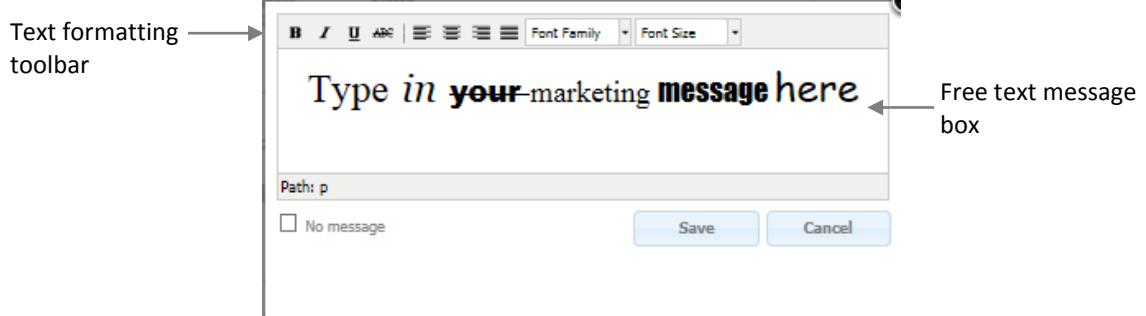 Text formatting
toolbar
B I U ABC Font Family Font Size
Type in your marketing message here
Free text message
box
Path: p
No message Save Cancel